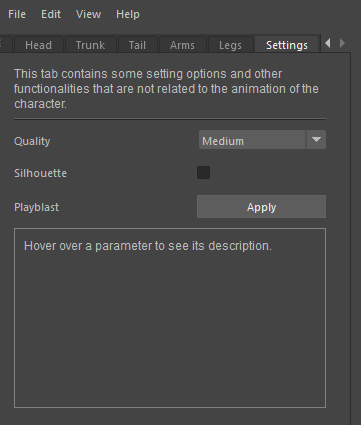 File Edit View Help
Head Trunk Tail Arms Legs Settings
This tab contains some setting options and other
functionalities that are not related to the animation of the
character.
Quality Medium
Silhouette
Playblast Apply
Hover over a parameter to see its description.